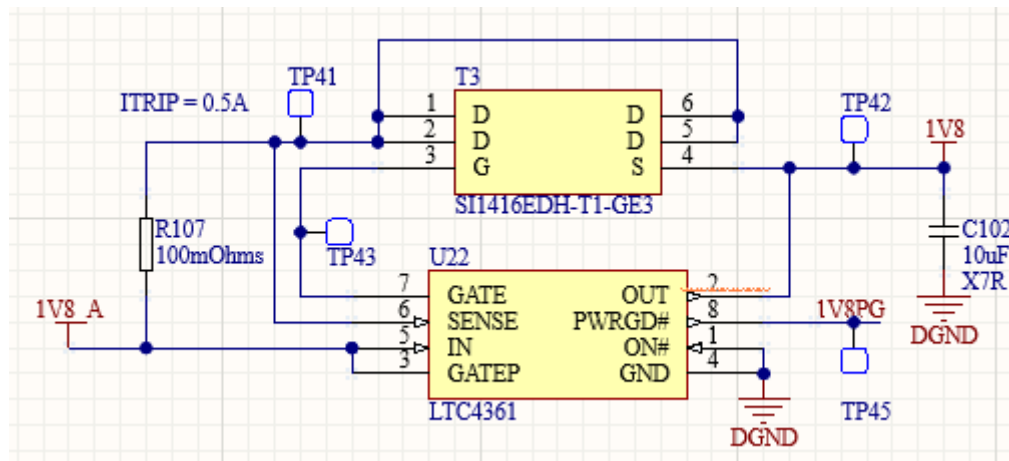 TP41
T3
TP42
ITRIP = 0.5A
1V8
1
D
D
6
2
D
D
5
3
G
S
4
SI1416EDH-T1-GE3
R107
100mOhms
TP43
U22
C102
10uF
X7R
7
GATE
OUT
2
1V8_A
6
SENSE
PWRGD#
8
1V8PG
DGND
5
IN
ON#
1
3
GATEP
GND
4
LTC4361
TP45
DGND